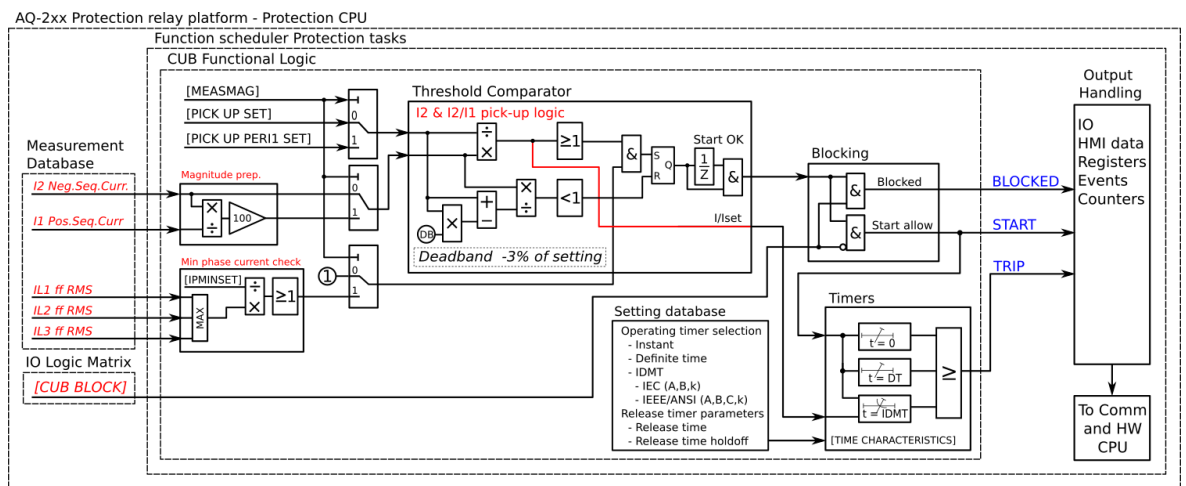 AQ-2xx Protection relay platform - Protection CPU
Function scheduler Protection tasks
CUB Functional Logic
Measurement
Database
I2 Neg.Seq.Curr.
I1 Pos.Seq.Curr
IL1 ff RMS
IL2 ff RMS
IL3 ff RMS
IO Logic Matrix
[CUB BLOCK]
[MEASMAG]
[PICK UP SET]
[PICK UP PERI1 SET]
0
1
Magnitude prep.
×
÷
100
0
1
Min phase current check
[IPMINSET]
MAX
÷
×
≥1
1
0
1
Threshold Comparator
I2 & I2/I1 pick-up logic
÷
×
≥1
&
S
R
Q
Start OK
1
Z
&
DB
×
+
−
×
÷
<1
I/Iset
Deadband -3% of setting
Setting database
Operating timer selection
- Instant
- Definite time
- IDMT
- IEC (A,B,k)
- IEEE/ANSI (A,B,C,k)
Release timer parameters
- Release time
- Release time holdoff
Blocking
&
Blocked
&
Start allow
Timers
t = 0
t = DT
t = IDMT
≥
[TIME CHARACTERISTICS]
BLOCKED
START
TRIP
Output
Handling
IO
HMI data
Registers
Events
Counters
To Comm
and HW
CPU